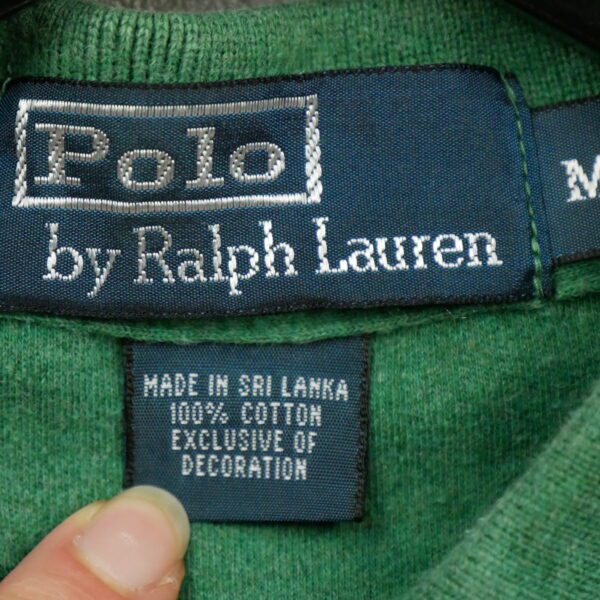 Polo
by Ralph Lauren
M
MADE IN SRI LANKA
100% COTTON
EXCLUSIVE OF
DECORATION